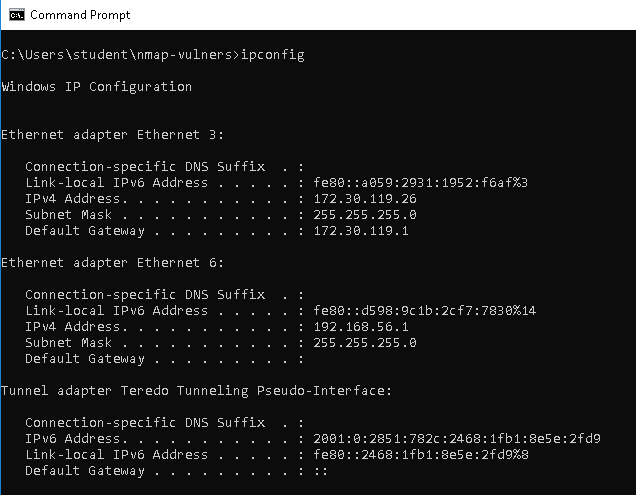 Command Prompt
C:\Users\student\nmap-vulners>ipconfig
Windows IP Configuration
Ethernet adapter Ethernet 3:
Connection-specific DNS Suffix . :
Link-local IPv6 Address . . . . . : fe80::a059:2931:1952:f6af%3
IPv4 Address. . . . . . . . . . . : 172.30.119.26
Subnet Mask . . . . . . . . . . . : 255.255.255.0
Default Gateway . . . . . . . . . : 172.30.119.1
Ethernet adapter Ethernet 6:
Connection-specific DNS Suffix . :
Link-local IPv6 Address . . . . . : fe80::d598:9c1b:2cf7:7830%14
IPv4 Address. . . . . . . . . . . : 192.168.56.1
Subnet Mask . . . . . . . . . . . : 255.255.255.0
Default Gateway . . . . . . . . . :
Tunnel adapter Teredo Tunneling Pseudo-Interface:
Connection-specific DNS Suffix . :
IPv6 Address. . . . . . . . . . . : 2001:0:2851:782c:2468:1fb1:8e5e:2fd9
Link-local IPv6 Address . . . . . : fe80::2468:1fb1:8e5e:2fd9%8
Default Gateway . . . . . . . . . : ::